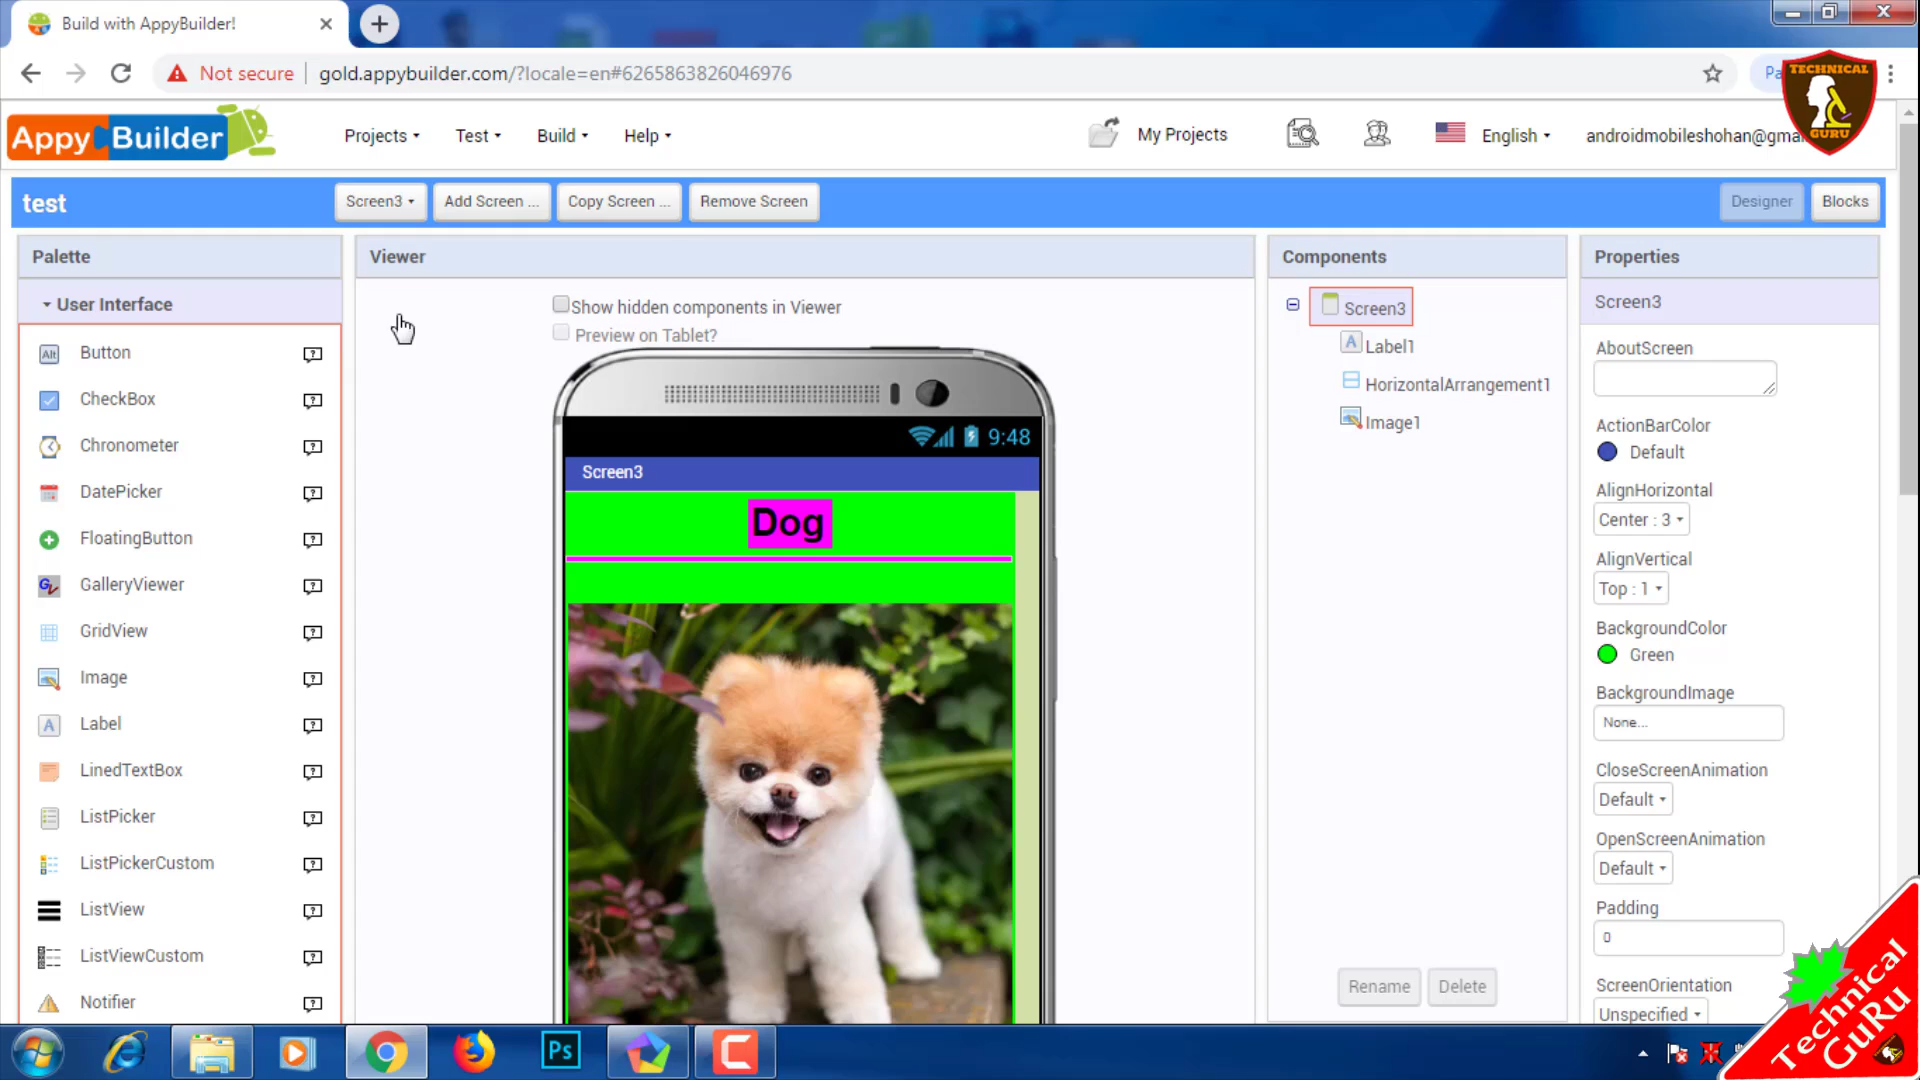 Build with AppyBuilder!
Not secure
gold.appybuilder.com/?locale=en#6265863826046976
Pa
TECHNICAL
GURU
Appy Builder
Projects
Test
Build
Help
My Projects
English
androidmobileshohan@gma
test
Screen3
Add Screen ...
Copy Screen ...
Remove Screen
Designer
Blocks
Palette
Viewer
Components
Properties
User Interface
Show hidden components in Viewer
Preview on Tablet?
Screen3
Label1
HorizontalArrangement1
Image1
Screen3
Button
CheckBox
Chronometer
DatePicker
FloatingButton
GalleryViewer
GridView
Image
Label
LinedTextBox
ListPicker
ListPickerCustom
ListView
ListViewCustom
Notifier
9:48
Screen3
Dog
AboutScreen
ActionBarColor
Default
AlignHorizontal
Center : 3
AlignVertical
Top : 1
BackgroundColor
Green
BackgroundImage
None...
CloseScreenAnimation
Default
OpenScreenAnimation
Default
Padding
0
ScreenOrientation
Unspecified
Rename
Delete
Ps
Technical
GuRu